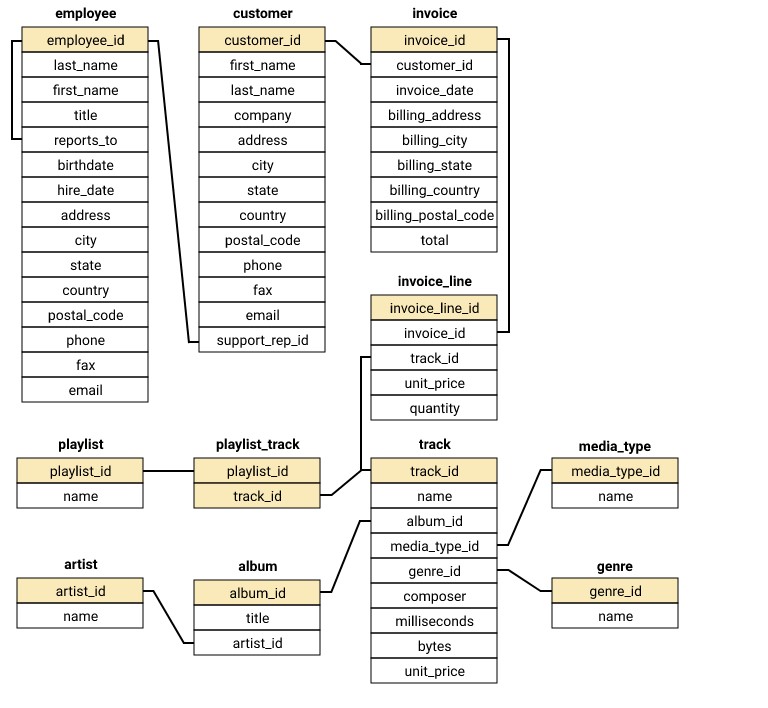 employee
employee_id
last_name
first_name
title
reports_to
birthdate
hire_date
address
city
state
country
postal_code
phone
fax
email
customer
customer_id
first_name
last_name
company
address
city
state
country
postal_code
phone
fax
email
support_rep_id
invoice
invoice_id
customer_id
invoice_date
billing_address
billing_city
billing_state
billing_country
billing_postal_code
total
invoice_line
invoice_line_id
invoice_id
track_id
unit_price
quantity
playlist
playlist_id
name
playlist_track
playlist_id
track_id
track
track_id
name
album_id
media_type_id
genre_id
composer
milliseconds
bytes
unit_price
media_type
media_type_id
name
artist
artist_id
name
album
album_id
title
artist_id
genre
genre_id
name